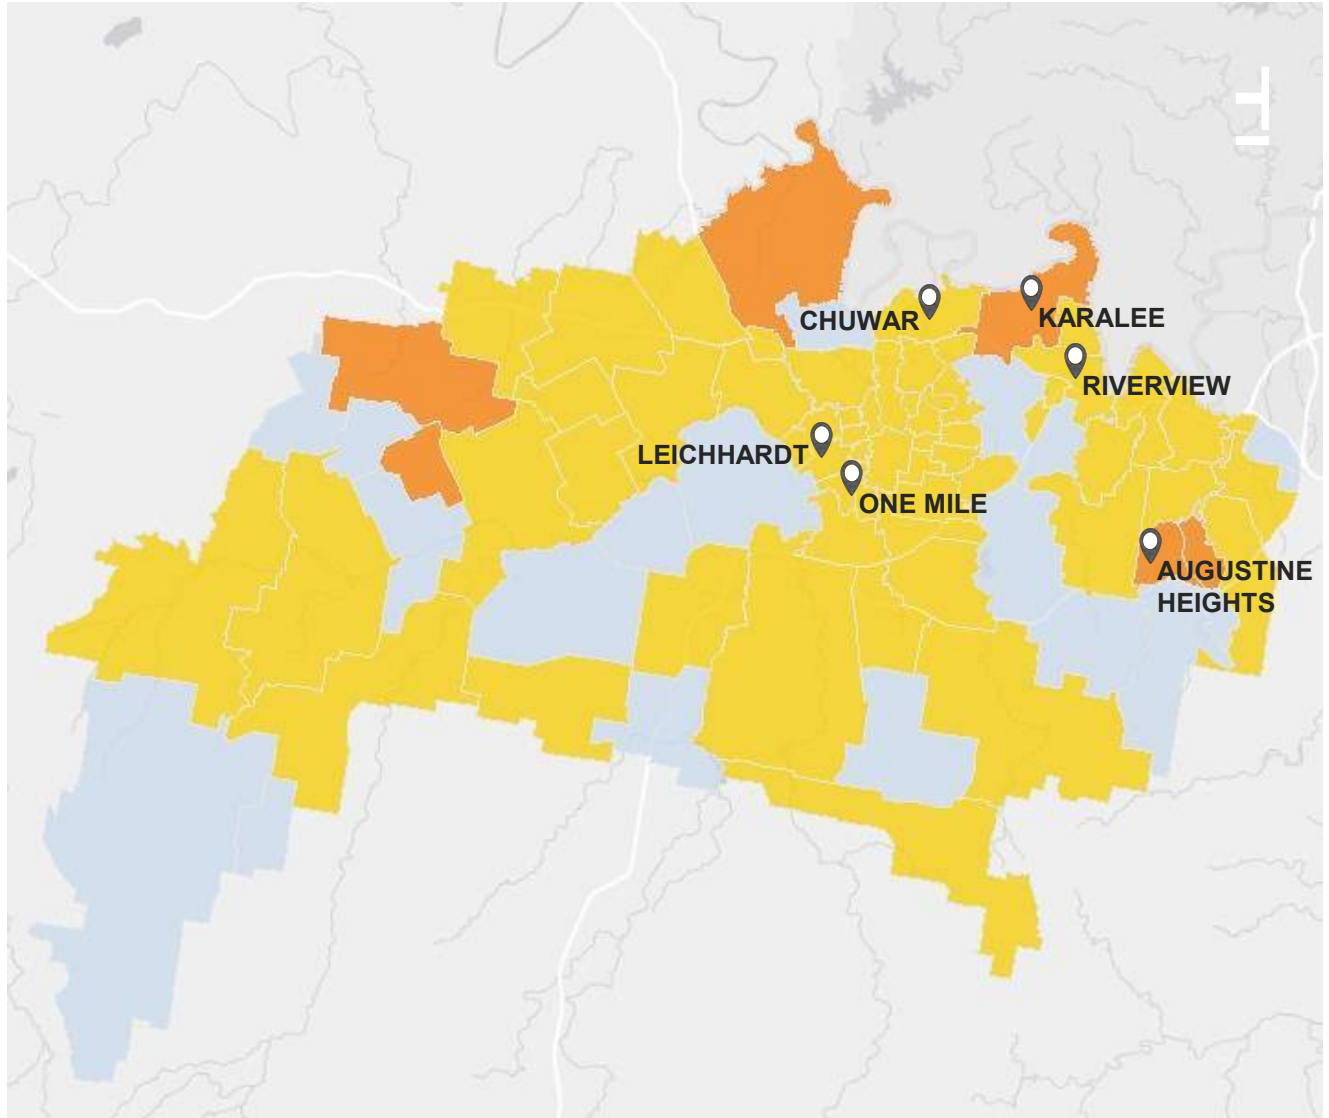 CHUWAR
KARALEE
RIVERVIEW
LEICHHARDT
ONE MILE
AUGUSTINE
HEIGHTS